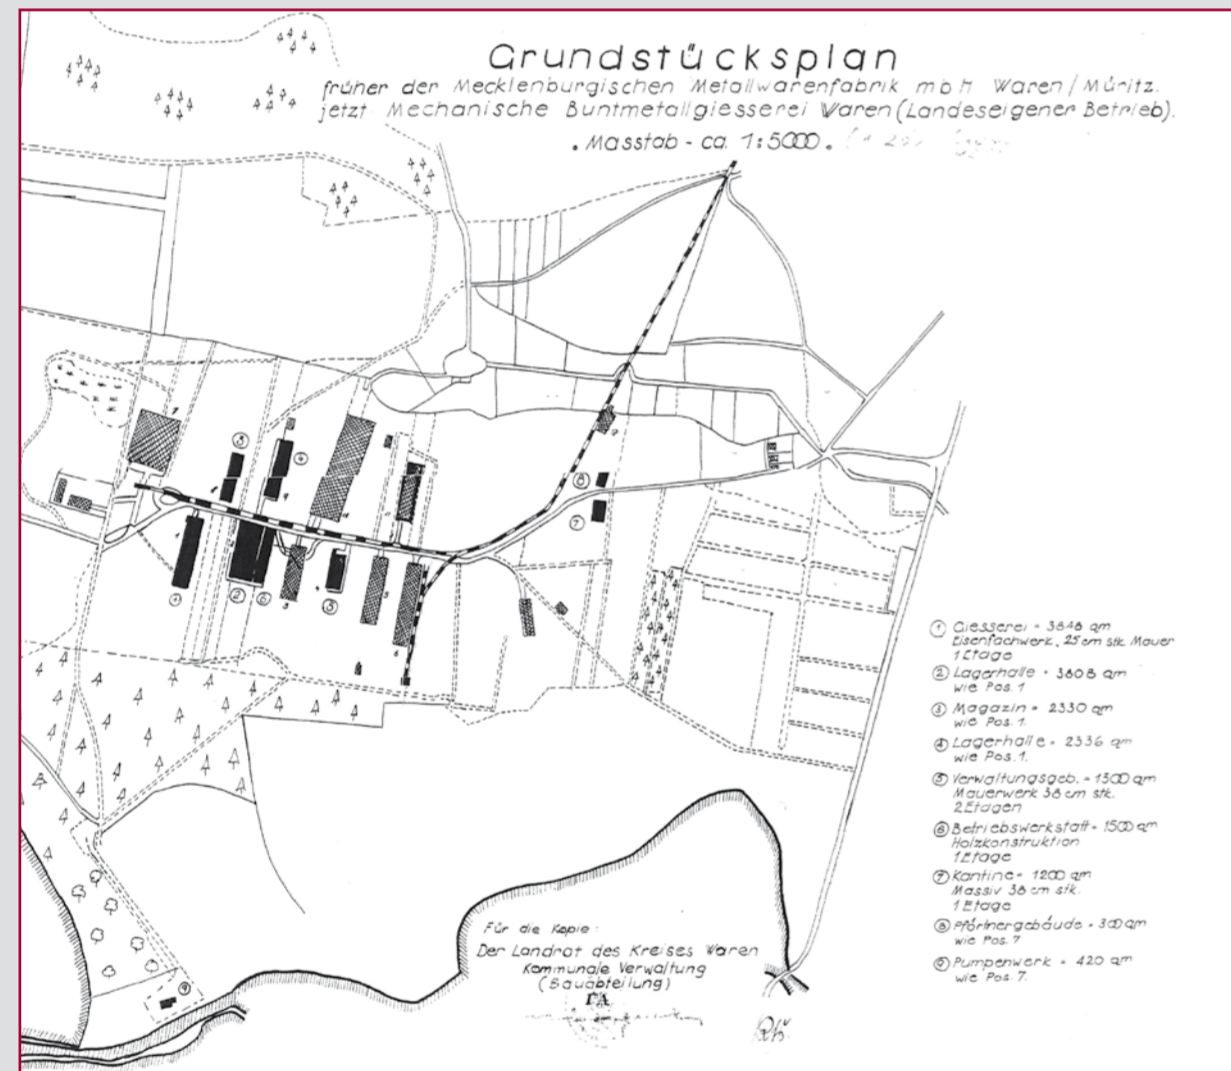 Grundstücksplan
früher der Mecklenburgischen Metallwarenfabrik mbH Waren/Müritz.
jetzt Mechanische Buntmetallgiesserei Waren (Landeseigener Betrieb).
. Masstab - ca. 1:5000.
① Giesserei = 3848 qm
Eisenfachwerk, 25 cm stk. Mauer
1 Etage
② Lagerhalle = 3808 qm
wie Pos. 1
③ Magazin = 2330 qm
wie Pos. 1.
④ Lagerhalle = 2336 qm
wie Pos. 1.
⑤ Verwaltungsgeb. = 1300 qm
Mauerwerk 38 cm stk.
2 Etagen
⑥ Betriebswerkstatt = 1500 qm
Holzkonstruktion
1 Etage
⑦ Kantine = 1200 qm
Massiv 38 cm stk.
1 Etage
⑧ Pförtnergebäude = 300 qm
wie Pos. 7
⑨ Pumpenwerk = 420 qm
wie Pos. 7.
Für die Kopie:
Der Landrat des Kreises Waren
Kommunale Verwaltung
(Bauabteilung)
I.A.